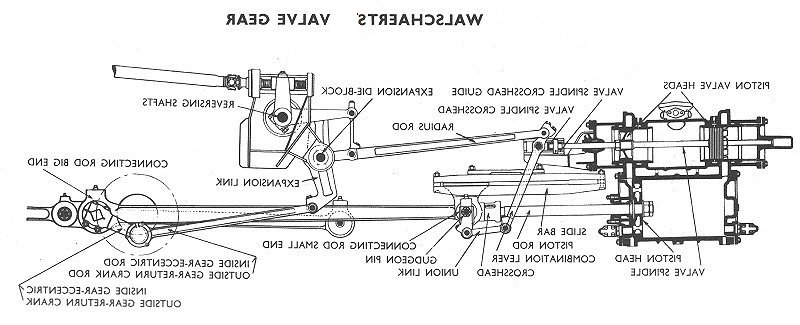 WALSCHAERTS' VALVE GEAR
PISTON VALVE HEADS
VALVE SPINDLE CROSSHEAD GUIDE
VALVE SPINDLE CROSSHEAD
RADIUS ROD
EXPANSION DIE-BLOCK
REVERSING SHAFTS
EXPANSION LINK
CONNECTING ROD BIG END
SLIDE BAR
PISTON ROD
COMBINATION LEVER
CROSSHEAD
PISTON HEAD
VALVE SPINDLE
CONNECTING ROD SMALL END
GUDGEON PIN
UNION LINK
INSIDE GEAR-ECCENTRIC ROD
OUTSIDE GEAR-RETURN CRANK ROD
INSIDE GEAR-ECCENTRIC
OUTSIDE GEAR-RETURN CRANK